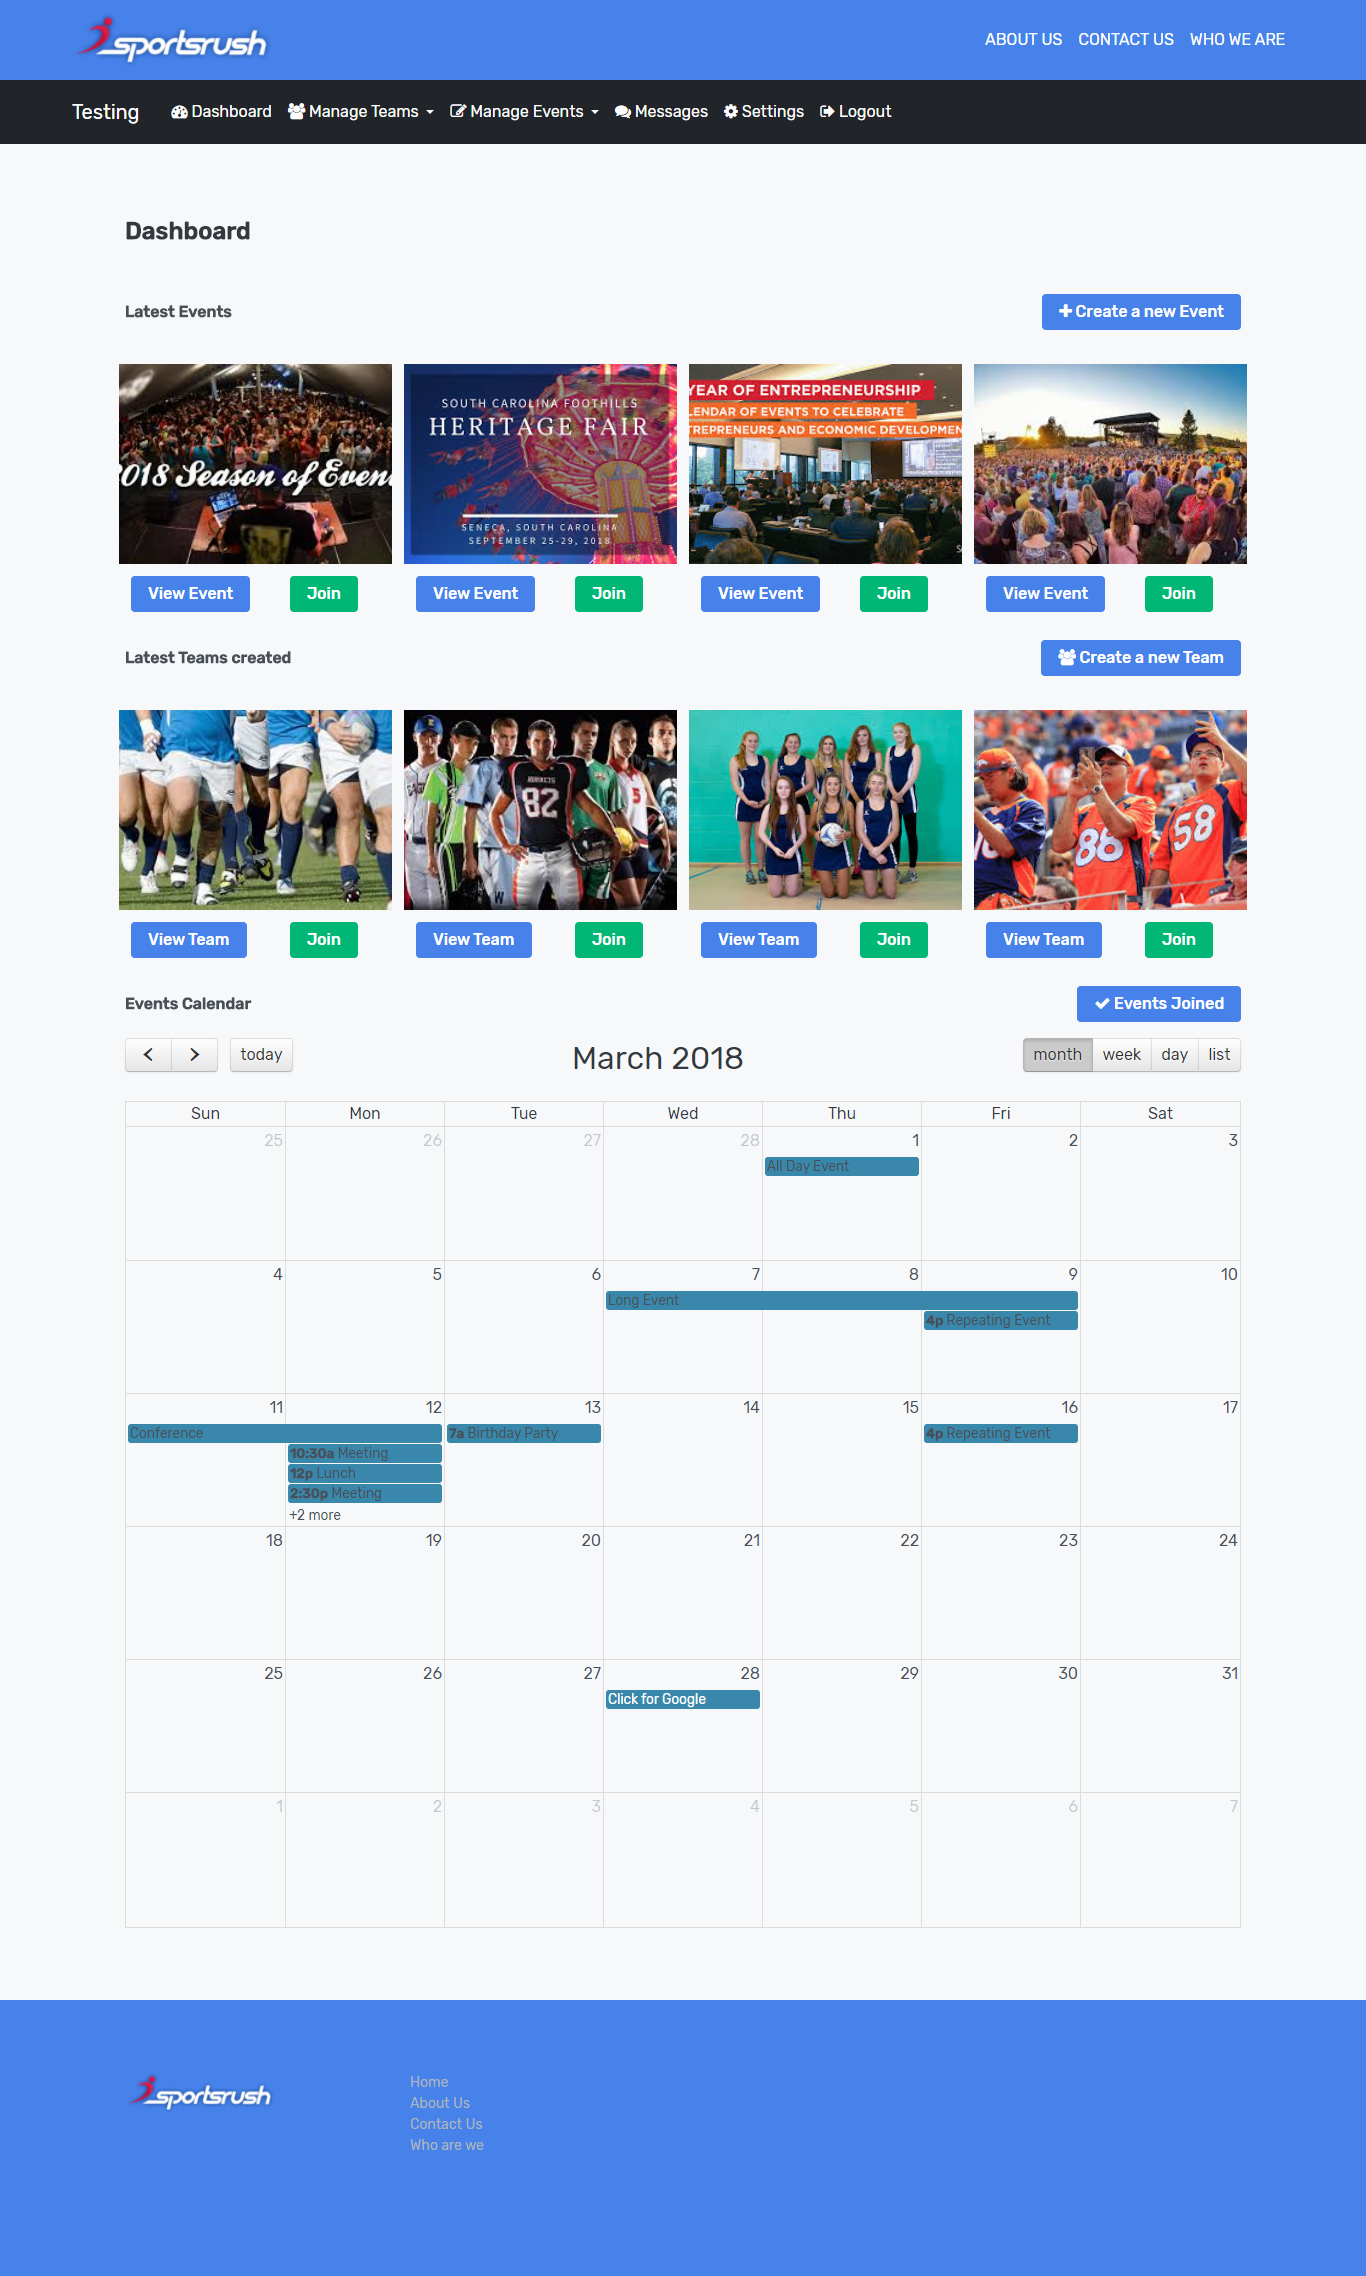 sportsrush
ABOUT US CONTACT US WHO WE ARE
Testing Dashboard Manage Teams Manage Events Messages Settings Logout
Dashboard
Latest Events
Create a new Event
2018 Season of Even
SOUTH CAROLINA FOOTHILLS
HERITAGE FAIR
SENECA, SOUTH CAROLINA
SEPTEMBER 25-29, 2018
YEAR OF ENTREPRENEURSHIP
LENDAR OF EVENTS TO CELEBRATE
TREPRENEURS AND ECONOMIC DEVELOPMEN
View Event Join View Event Join View Event Join View Event Join
Latest Teams created
Create a new Team
HORNETS
82
5
88
58
View Team Join View Team Join View Team Join View Team Join
Events Calendar
Events Joined
today
March 2018
month week day list
Sun Mon Tue Wed Thu Fri Sat
25 26 27 28 1 2 3
All Day Event
4 5 6 7 8 9 10
Long Event
4p Repeating Event
11 12 13 14 15 16 17
Conference 7a Birthday Party 4p Repeating Event
10:30a Meeting
12p Lunch
2:30p Meeting
+2 more
18 19 20 21 22 23 24
25 26 27 28 29 30 31
Click for Google
1 2 3 4 5 6 7
sportsrush
Home
About Us
Contact Us
Who are we